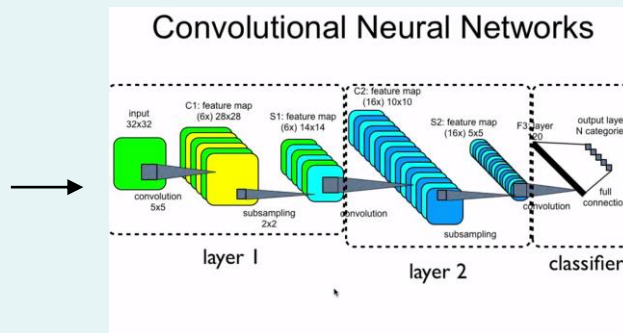 Convolutional Neural Networks
input
32x32
C1: feature map
(6x) 28x28
S1: feature map
(6x) 14x14
C2: feature map
(16x) 10x10
S2: feature map
(16x) 5x5
F3: layer
120
output laye
N categorie
convolution
5x5
subsampling
2x2
convolution
subsampling
convolution
full
connection
layer 1
layer 2
classifier